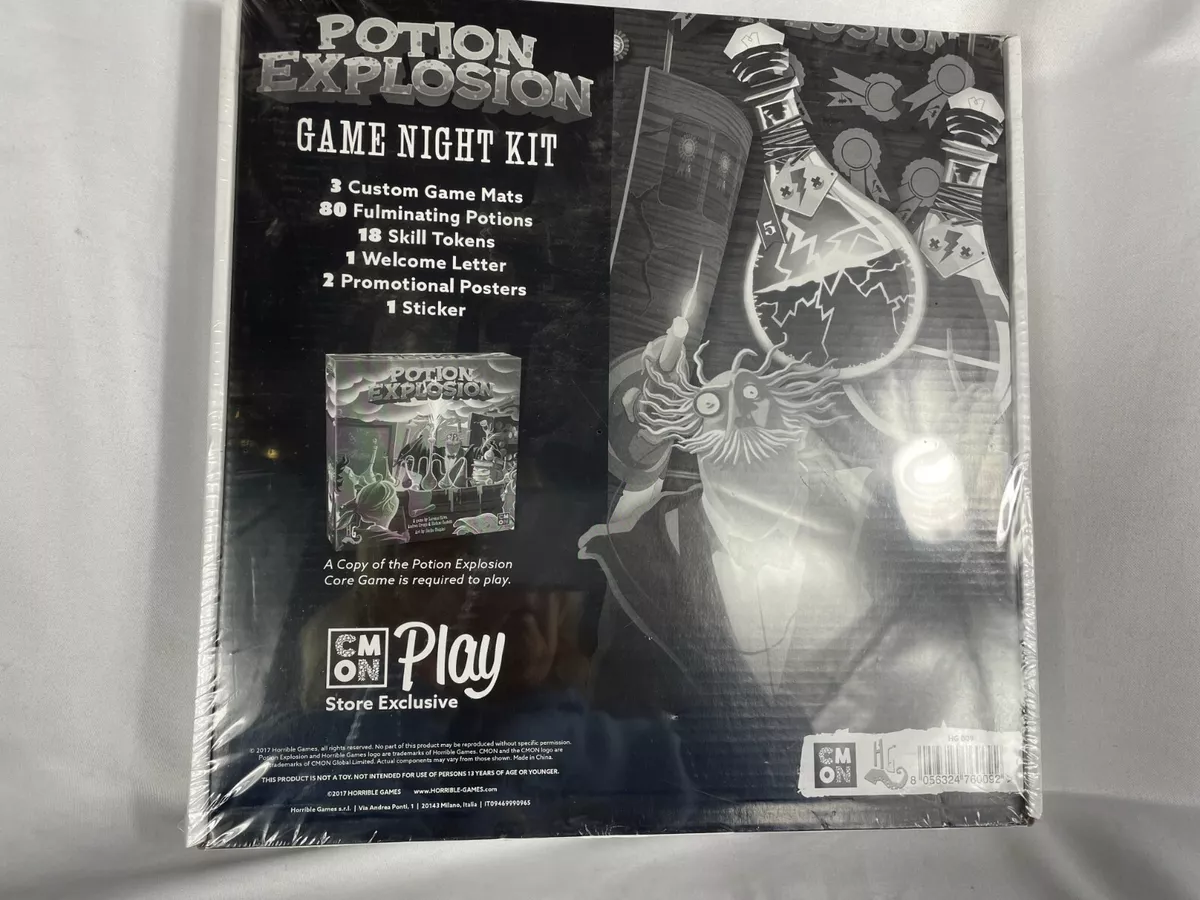 POTION
EXPLOSION
GAME NIGHT KIT
3 Custom Game Mats
80 Fulminating Potions
18 Skill Tokens
1 Welcome Letter
2 Promotional Posters
1 Sticker
POTION
EXPLOSION
A Copy of the Potion Explosion
Core Game is required to play.
CMON Play
Store Exclusive
© 2017 Horrible Games, all rights reserved. No part of this product may be reproduced without specific permission.
Potion Explosion and Horrible Games logo are trademarks of Horrible Games. CMON and the CMON logo are
trademarks of CMON Global Limited. Actual components may vary from those shown. Made in China.
THIS PRODUCT IS NOT A TOY. NOT INTENDED FOR USE OF PERSONS 13 YEARS OF AGE OR YOUNGER.
©2017 HORRIBLE GAMES www.HORRIBLE-GAMES.com
Horrible Games s.r.l. | Via Andrea Ponti, 1 | 20143 Milano, Italia | IT09469990965
5
CMON
HG
8 056324 780092